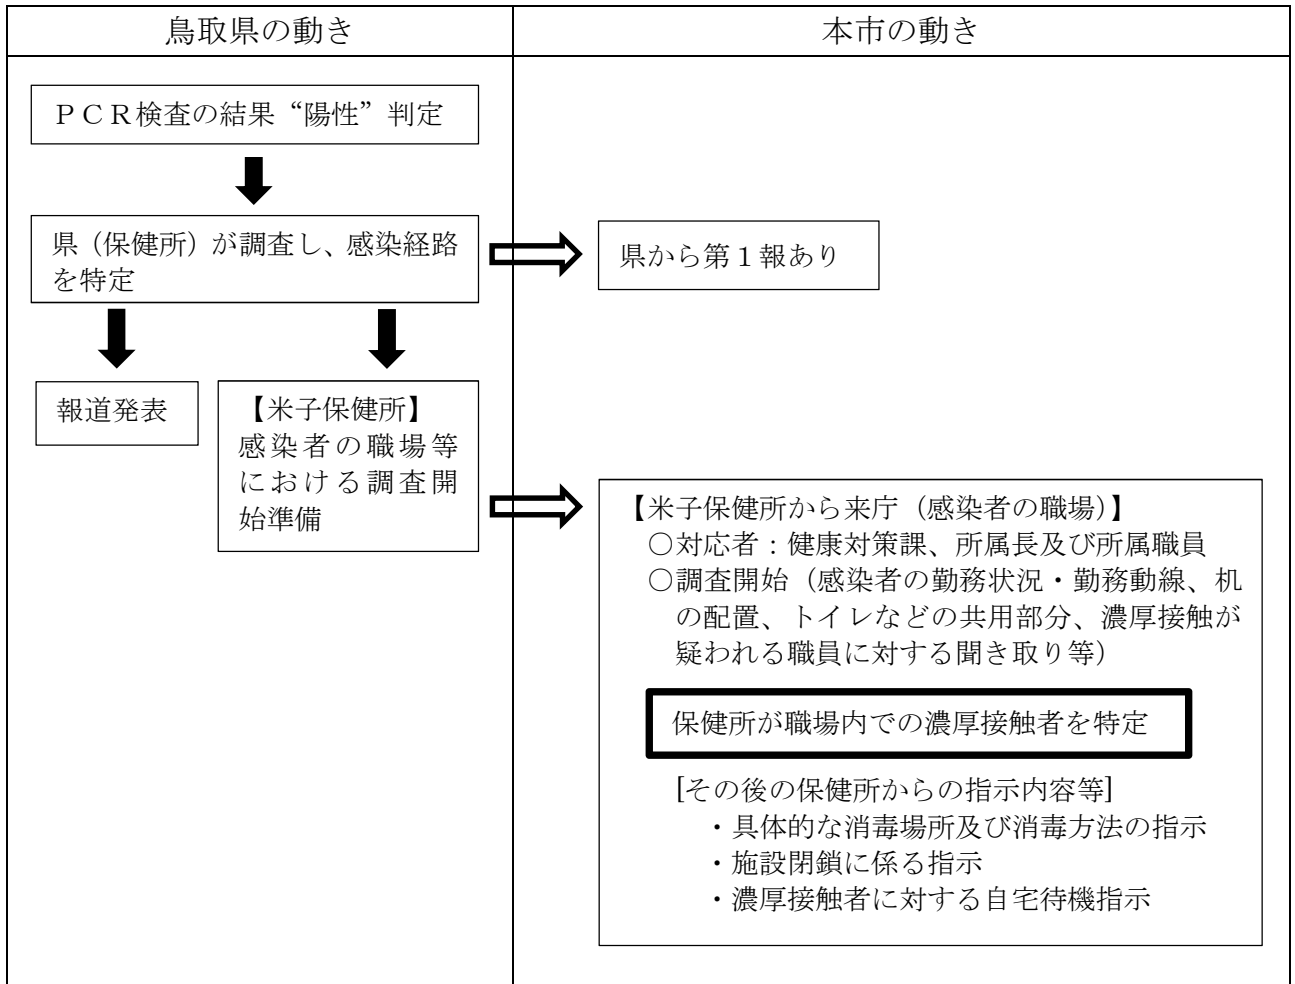 鳥取県の動き
本市の動き
ＰＣＲ検査の結果“陽性”判定
県（保健所）が調査し、感染経路
を特定
県から第１報あり
報道発表
【米子保健所】
感染者の職場等
における調査開
始準備
【米子保健所から来庁（感染者の職場）】
○対応者：健康対策課、所属長及び所属職員
○調査開始（感染者の勤務状況・勤務動線、机
の配置、トイレなどの共用部分、濃厚接触が
疑われる職員に対する聞き取り等）
保健所が職場内での濃厚接触者を特定
[その後の保健所からの指示内容等]
・具体的な消毒場所及び消毒方法の指示
・施設閉鎖に係る指示
・濃厚接触者に対する自宅待機指示